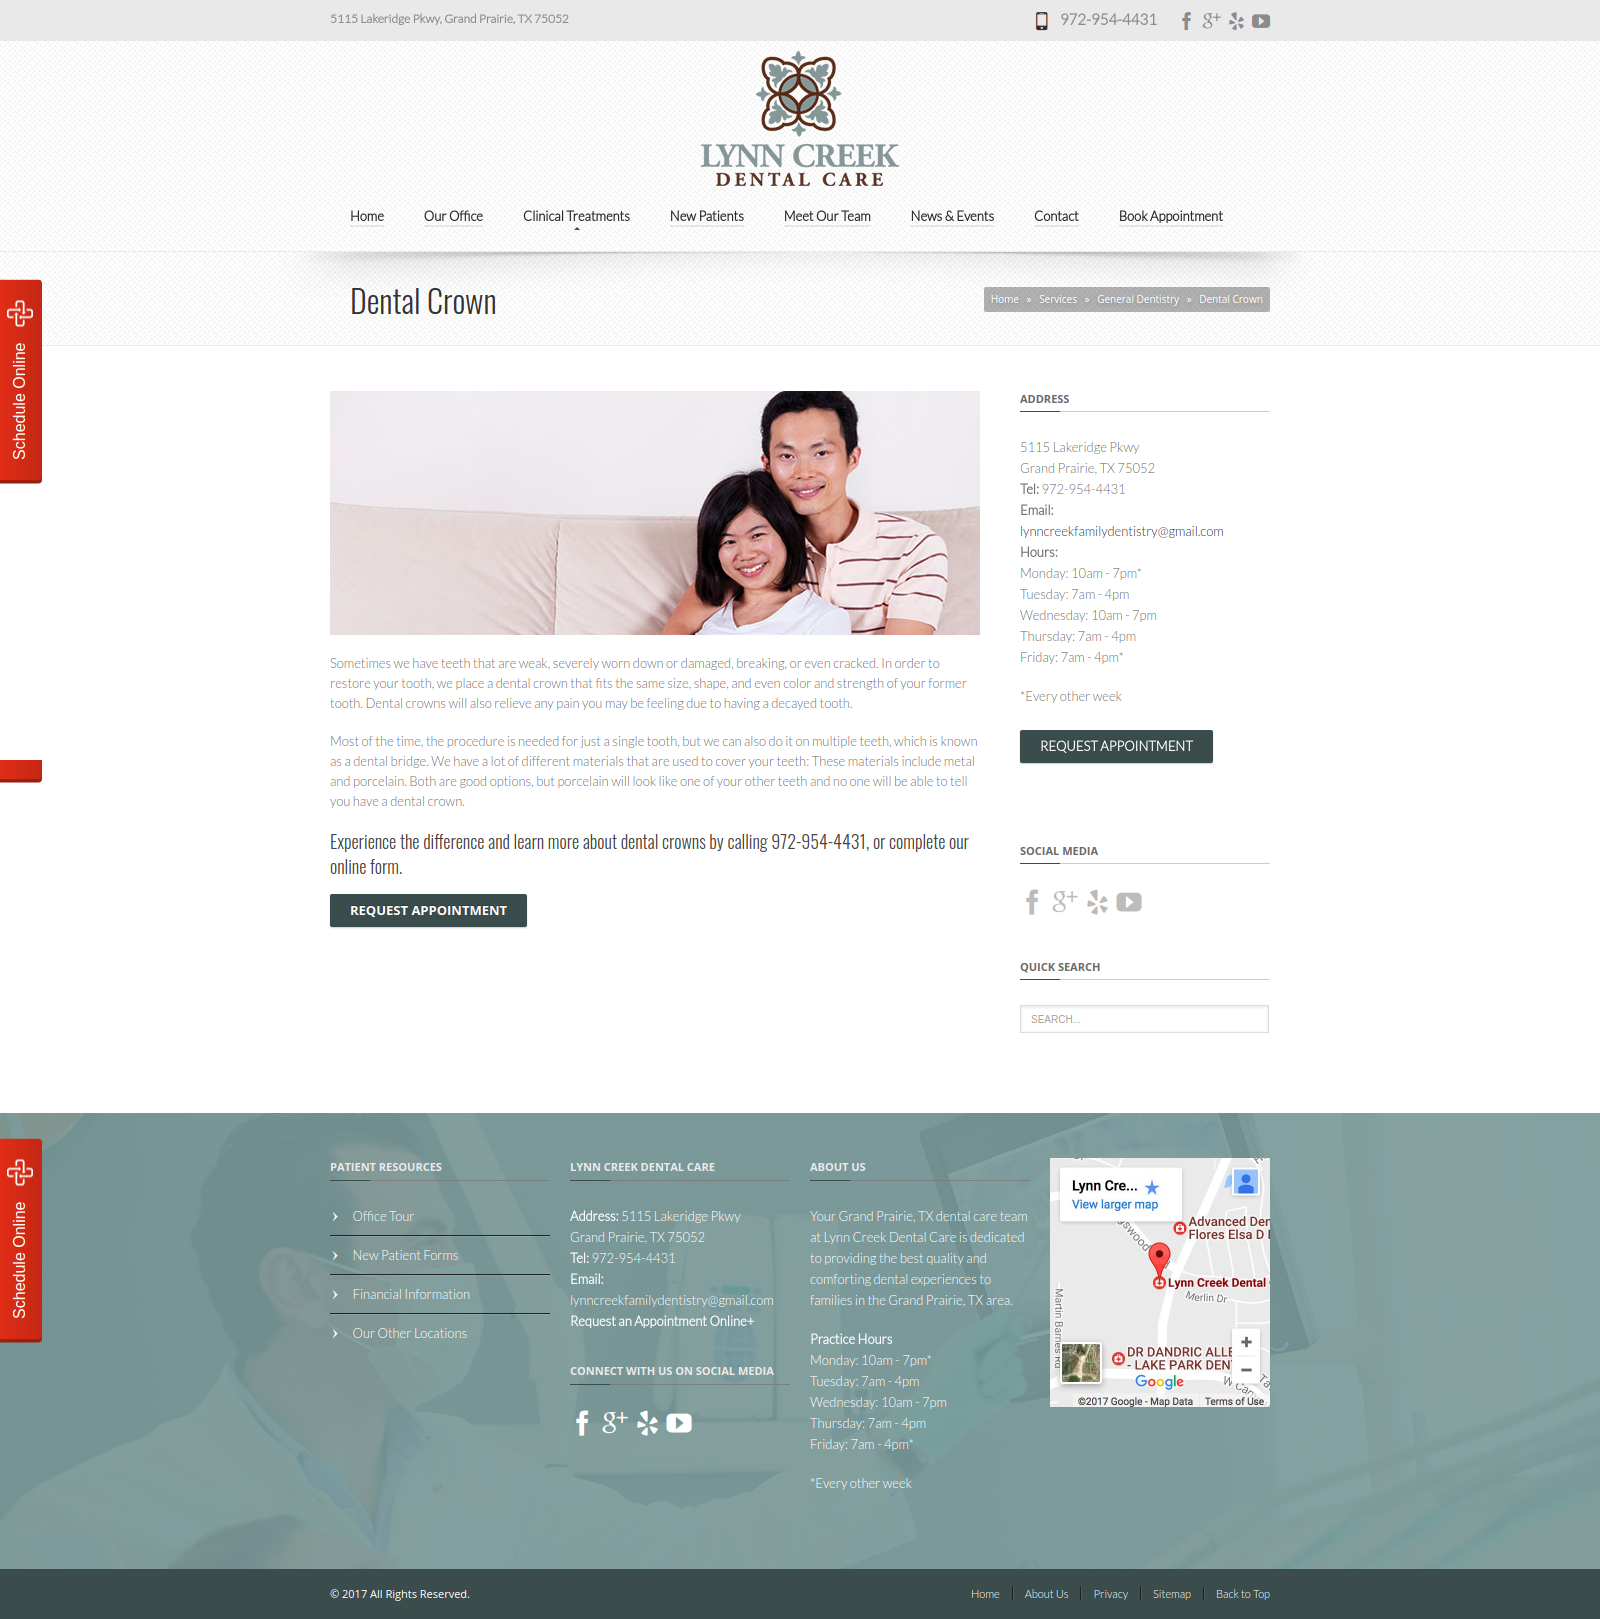 5115 Lakeridge Pkwy, Grand Prairie, TX 75052
972-954-4431
LYNN CREEK
DENTAL CARE
Home
Our Office
Clinical Treatments
New Patients
Meet Our Team
News & Events
Contact
Book Appointment
Dental Crown
Home » Services » General Dentistry » Dental Crown
Schedule Online
Sometimes we have teeth that are weak, severely worn down or damaged, breaking, or even cracked. In order to
restore your tooth, we place a dental crown that fits the same size, shape, and even color and strength of your former
tooth. Dental crowns will also relieve any pain you may be feeling due to having a decayed tooth.
Most of the time, the procedure is needed for just a single tooth, but we can also do it on multiple teeth, which is known
as a dental bridge. We have a lot of different materials that are used to cover your teeth: These materials include metal
and porcelain. Both are good options, but porcelain will look like one of your other teeth and no one will be able to tell
you have a dental crown.
Experience the difference and learn more about dental crowns by calling 972-954-4431, or complete our
online form.
REQUEST APPOINTMENT
ADDRESS
5115 Lakeridge Pkwy
Grand Prairie, TX 75052
Tel: 972-954-4431
Email:
lynncreekfamilydentistry@gmail.com
Hours:
Monday: 10am - 7pm*
Tuesday: 7am - 4pm
Wednesday: 10am - 7pm
Thursday: 7am - 4pm
Friday: 7am - 4pm*
*Every other week
REQUEST APPOINTMENT
SOCIAL MEDIA
QUICK SEARCH
SEARCH...
Schedule Online
PATIENT RESOURCES
Office Tour
New Patient Forms
Financial Information
Our Other Locations
LYNN CREEK DENTAL CARE
Address: 5115 Lakeridge Pkwy
Grand Prairie, TX 75052
Tel: 972-954-4431
Email:
lynncreekfamilydentistry@gmail.com
Request an Appointment Online+
CONNECT WITH US ON SOCIAL MEDIA
ABOUT US
Your Grand Prairie, TX dental care team
at Lynn Creek Dental Care is dedicated
to providing the best quality and
comforting dental experiences to
families in the Grand Prairie, TX area.
Practice Hours
Monday: 10am - 7pm*
Tuesday: 7am - 4pm
Wednesday: 10am - 7pm
Thursday: 7am - 4pm
Friday: 7am - 4pm*
*Every other week
Lynn Cre...
View larger map
Advanced Den
Flores Elsa D
Lynn Creek Dental
Merlin Dr
Martin Barnes Rd
DR DANDRIC ALLE
- LAKE PARK DEN
Google
W Camp
©2017 Google - Map Data
Terms of Use
© 2017 All Rights Reserved.
Home
About Us
Privacy
Sitemap
Back to Top